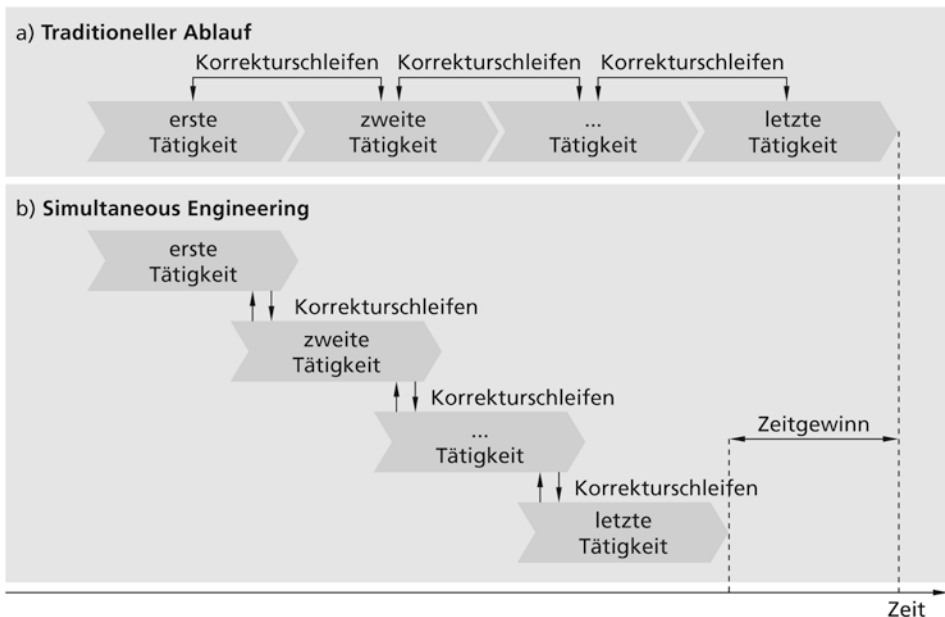 a) Traditioneller Ablauf
Korrekturschleifen Korrekturschleifen Korrekturschleifen
erste
Tätigkeit
zweite
Tätigkeit
...
Tätigkeit
letzte
Tätigkeit
b) Simultaneous Engineering
erste
Tätigkeit
Korrekturschleifen
zweite
Tätigkeit
Korrekturschleifen
...
Tätigkeit
Zeitgewinn
Korrekturschleifen
letzte
Tätigkeit
Zeit